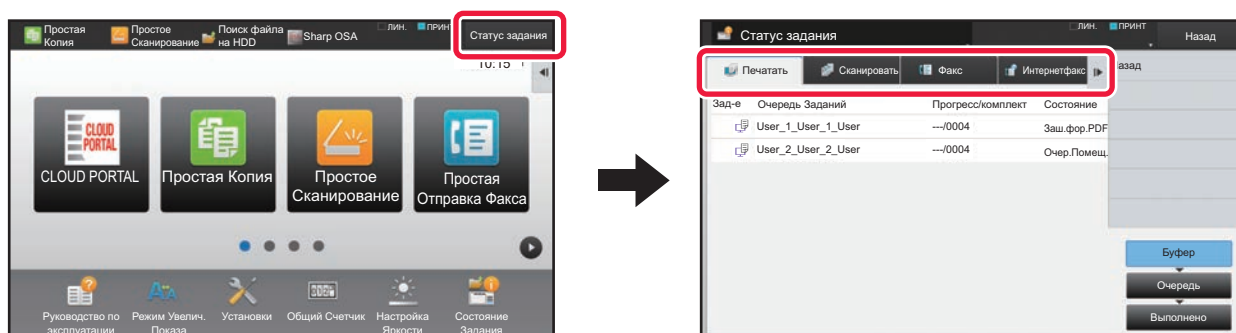 Простая Копия
Простое Сканирование
Поиск файла на HDD
Sharp OSA
ЛИН.
ПРИНТ
Статус задания
10:15
CLOUD PORTAL
CLOUD PORTAL
Простая Копия
Простое Сканирование
Простая Отправка Факса
Руководство по эксплуатации
Режим Увелич. Показа
Установки
Общий Счетчик
Настройка Яркости
Состояние Задания
Статус задания
ЛИН.
ПРИНТ
Назад
Печатать
Сканировать
Факс
Интернетфакс
азад
Зад-е Очередь Заданий Прогресс/комплект Состояние
User_1_User_1_User ---/0004 Заш.фор.PDF
User_2_User_2_User ---/0004 Очер.Помещ.
Буфер
Очередь
Выполнено